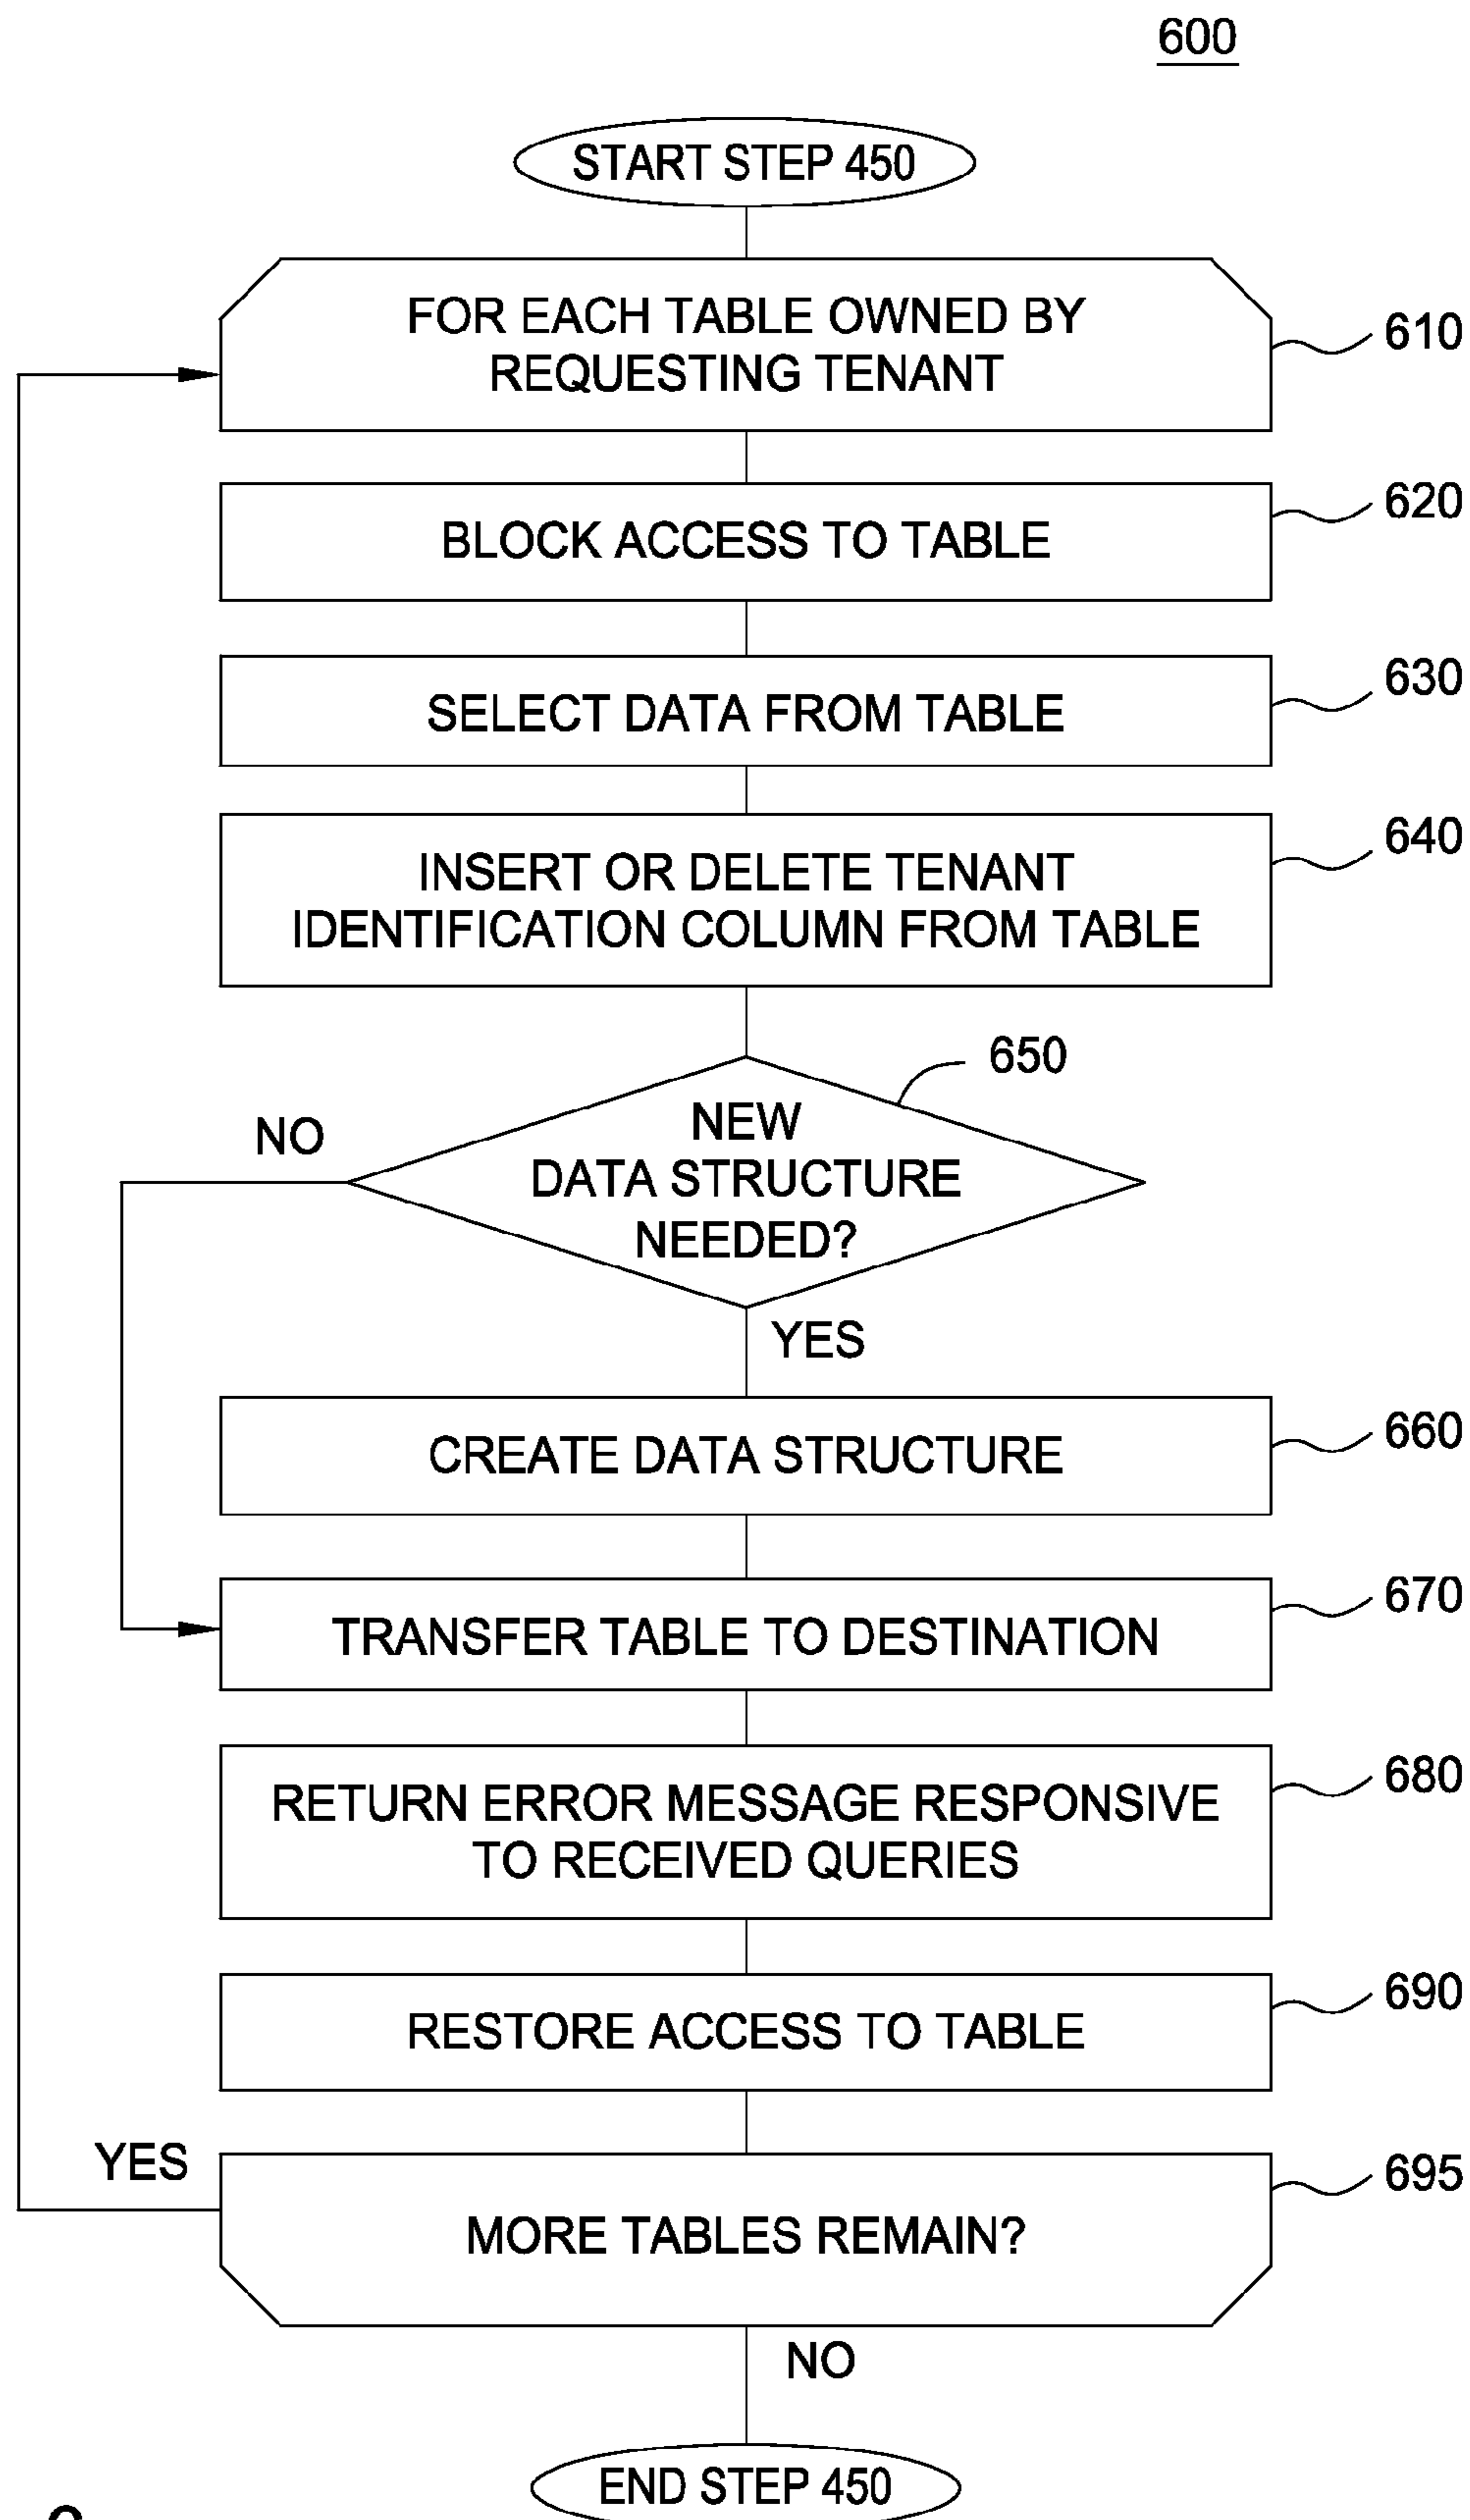 600
START STEP 450
FOR EACH TABLE OWNED BY
REQUESTING TENANT
610
BLOCK ACCESS TO TABLE
620
SELECT DATA FROM TABLE
630
INSERT OR DELETE TENANT
IDENTIFICATION COLUMN FROM TABLE
640
650
NEW
DATA STRUCTURE
NEEDED?
NO
YES
CREATE DATA STRUCTURE
660
TRANSFER TABLE TO DESTINATION
670
RETURN ERROR MESSAGE RESPONSIVE
TO RECEIVED QUERIES
680
RESTORE ACCESS TO TABLE
690
YES
MORE TABLES REMAIN?
695
NO
END STEP 450